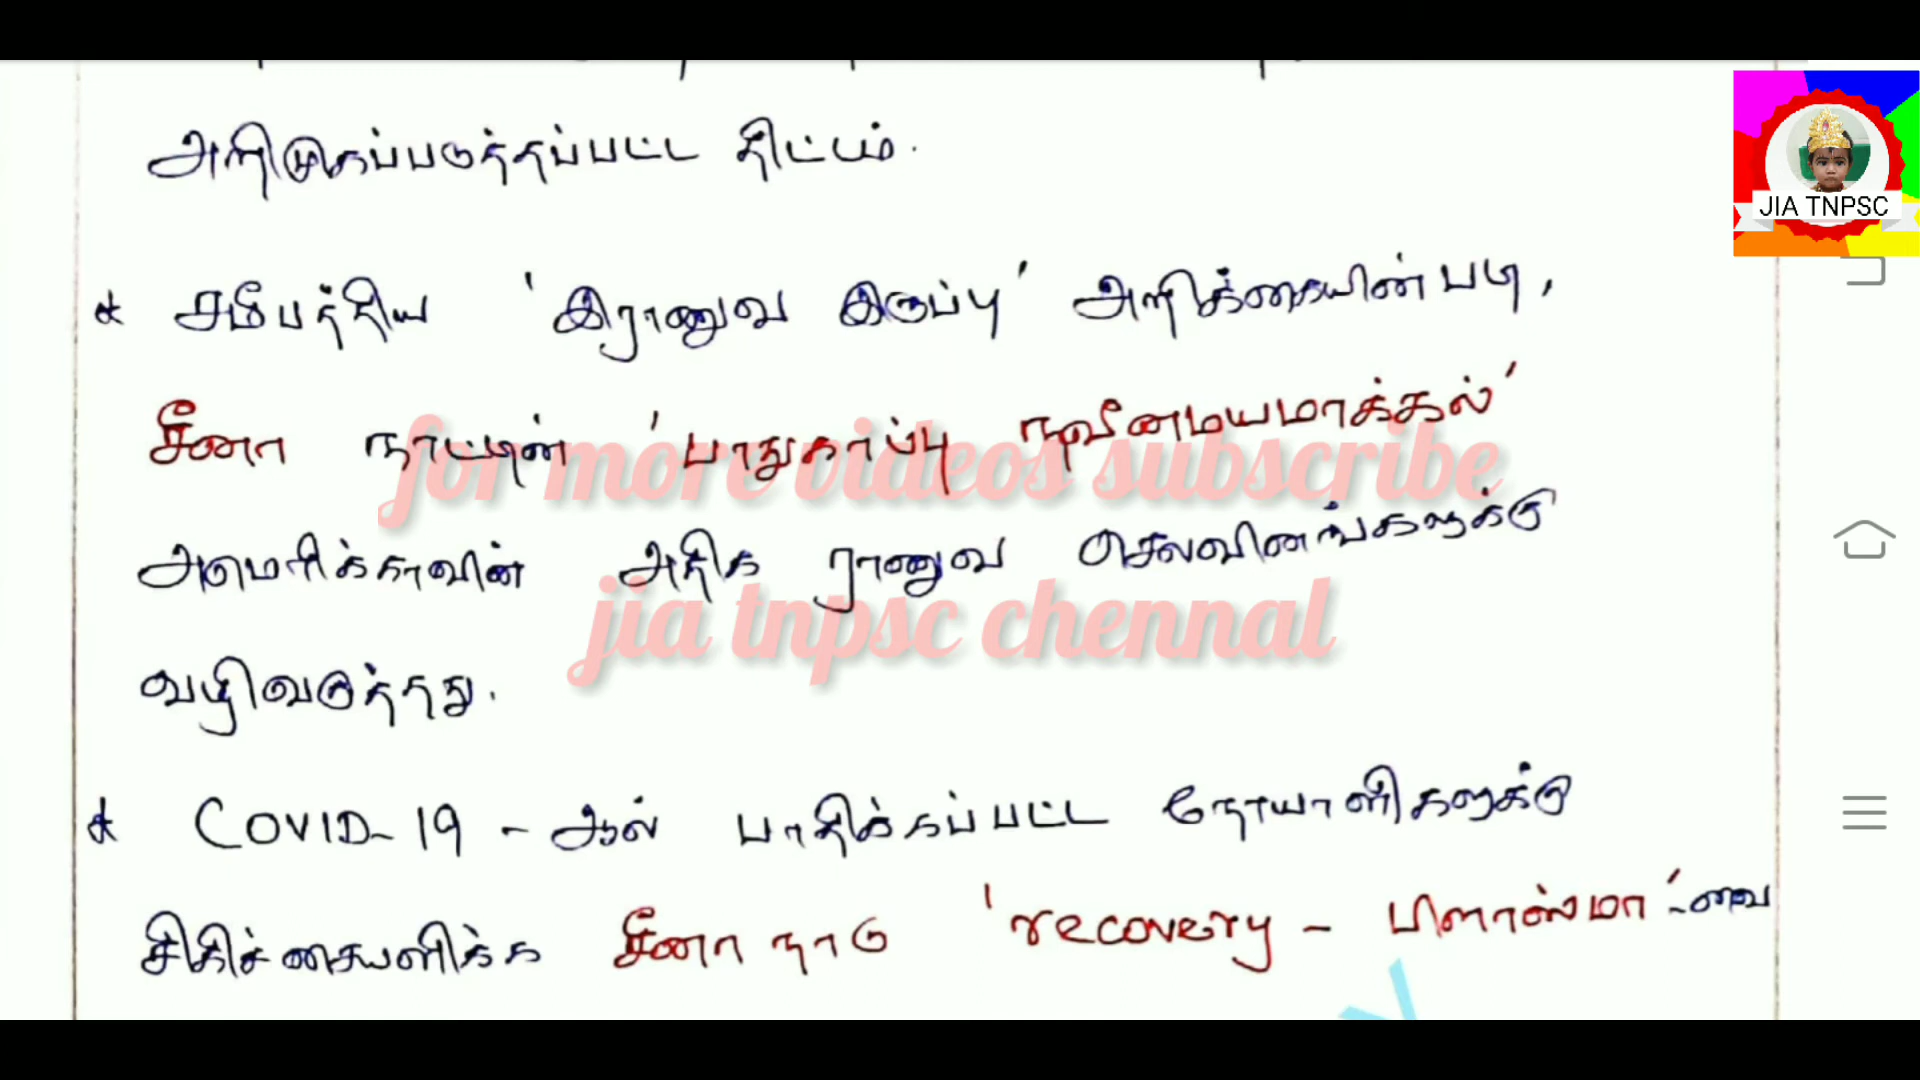 அறிமுகப்படுத்தப்பட்ட திட்டம்.
JIA TNPSC
* சமீபத்திய 'இராணுவ இருப்பு' அறிக்கையின்படி,
சீனா நாட்டின் 'பாதுகாப்பு நவீனமயமாக்கல்'
for more videos subscribe
அமெரிக்காவின் அதிக ராணுவ செலவினங்களுக்கு
jia tnpsc chennal
வழிவகுத்தது.
* COVID-19 - ஆல் பாதிக்கப்பட்ட நோயாளிகளுக்கு
சிகிச்சையளிக்க சீனா நாடு 'recovery - பிளாஸ்மா'-வை